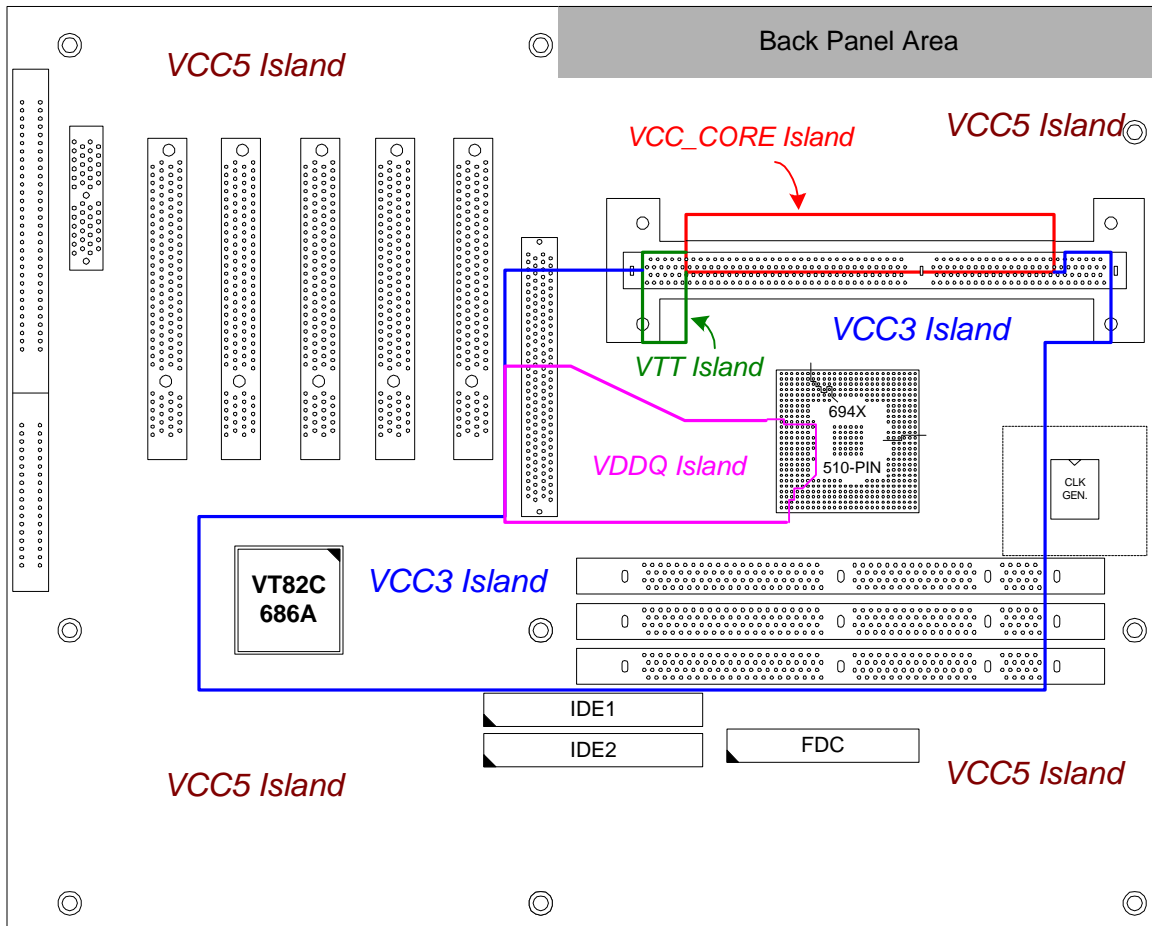 Back Panel Area
VCC5 Island
VCC5 Island
VCC_CORE Island
VCC3 Island
VTT Island
694X
VDDQ Island
510-PIN
CLK
GEN.
VT82C
686A
VCC3 Island
IDE1
IDE2
FDC
VCC5 Island
VCC5 Island